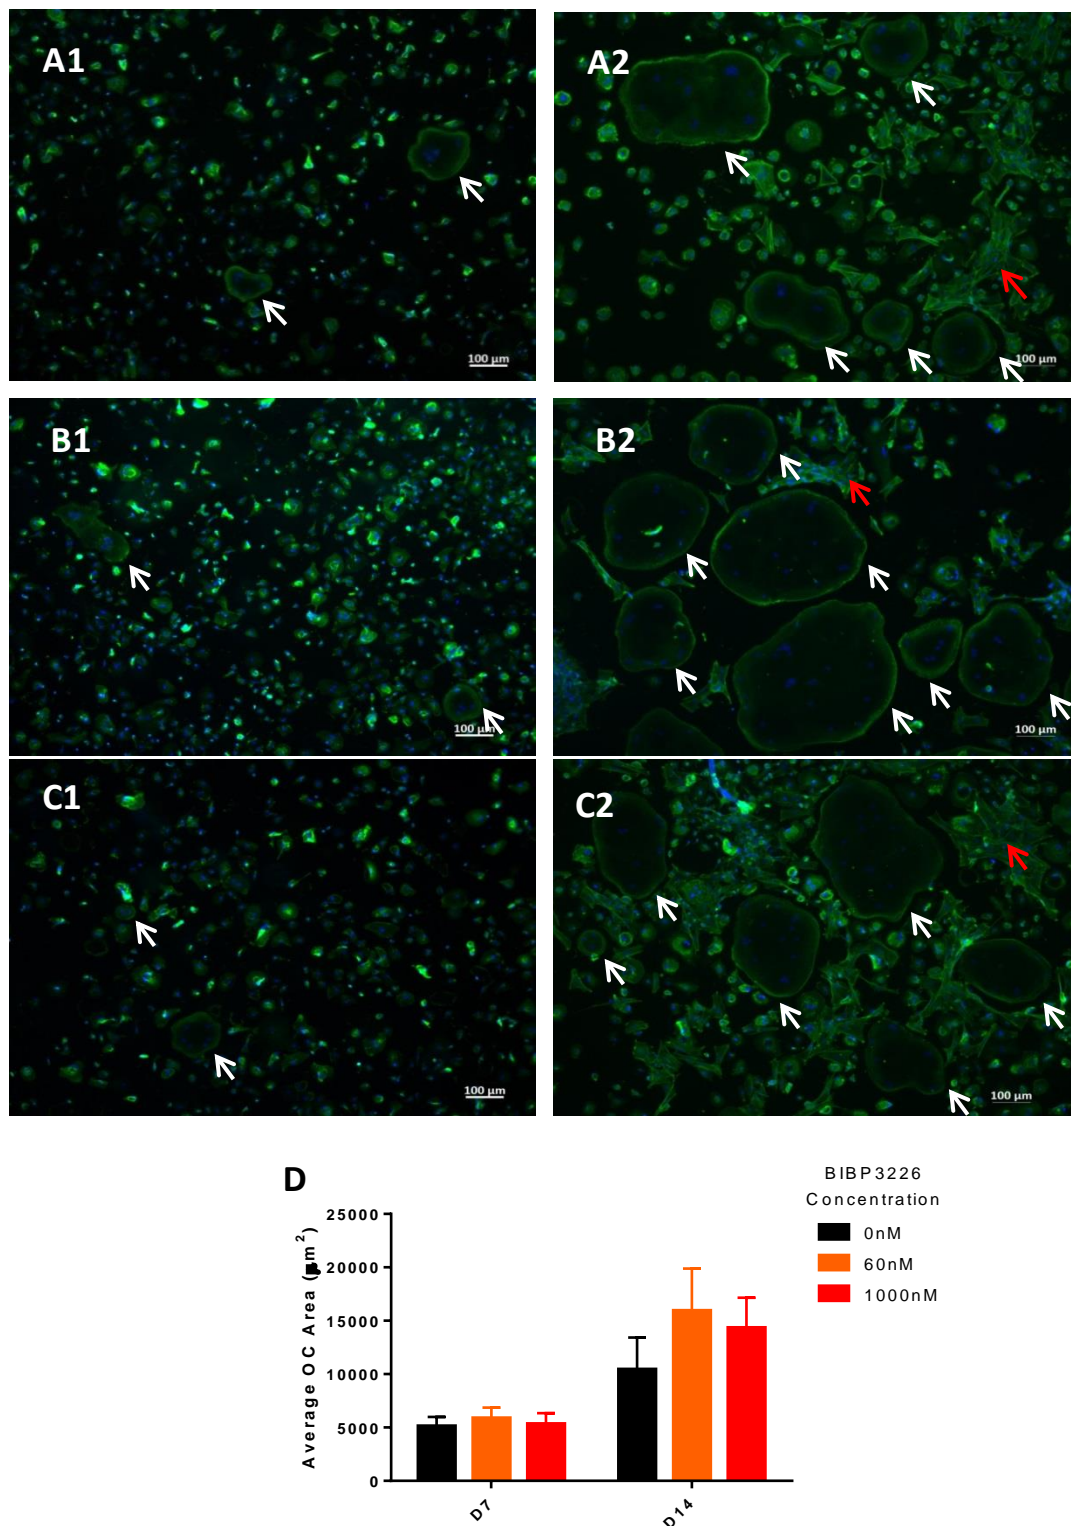 A1
100 µm
A2
100 µm
B1
100 µm
B2
100 µm
C1
100 µm
C2
100 µm
D
BIBP3226
Concentration
0nM
60nM
1000nM
Average OC Area (µm²)
25000
20000
15000
10000
5000
0
D7
D14